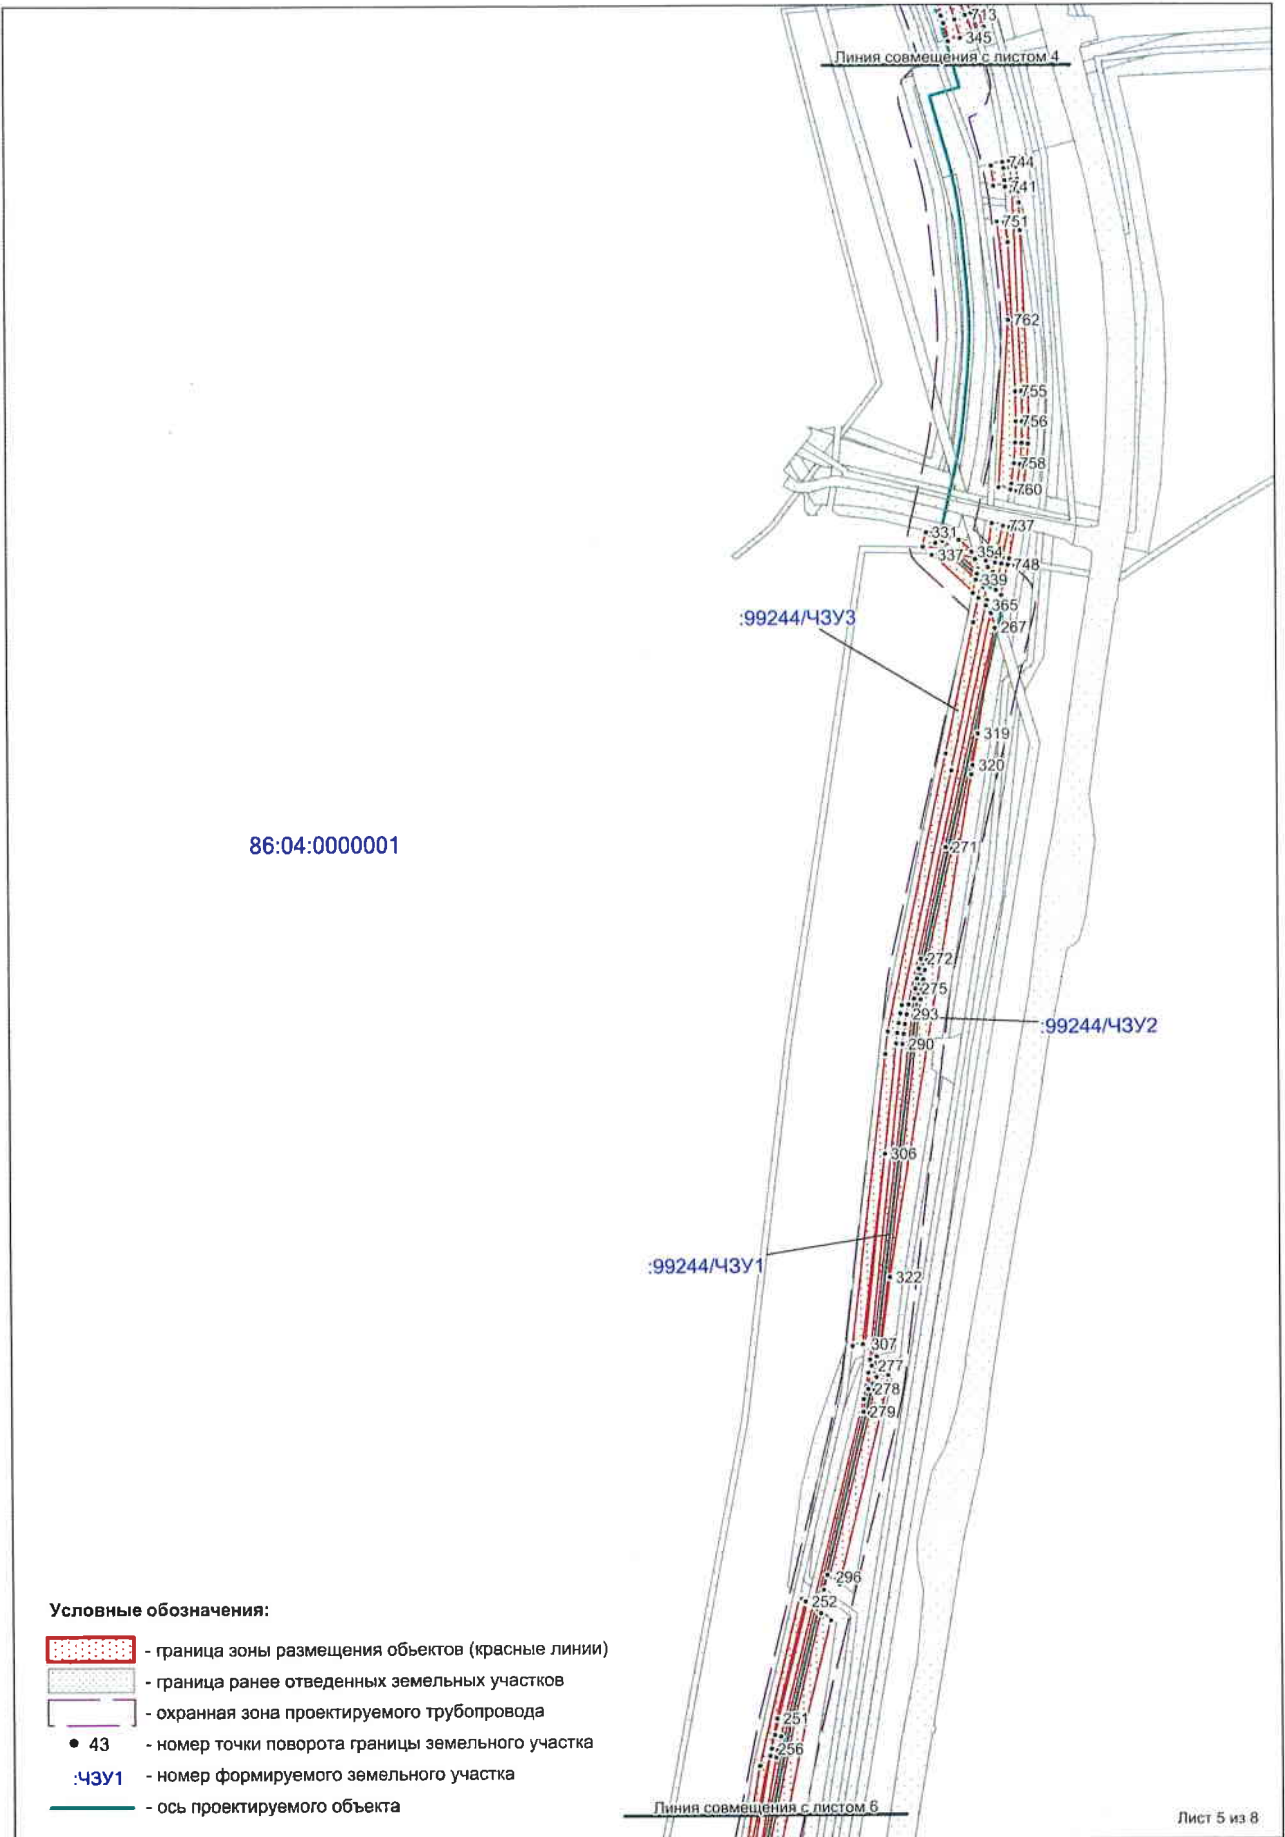 713
345
Линия совмещения с листом 4
744
741
751
762
755
756
758
760
737
331
354
337
748
339
365
267
:99244/ЧЗУ3
319
320
86:04:0000001
271
272
275
293
:99244/ЧЗУ2
290
306
:99244/ЧЗУ1
322
307
277
278
279
296
252
251
256
Условные обозначения:
- граница зоны размещения объектов (красные линии)
- граница ранее отведенных земельных участков
- охранная зона проектируемого трубопровода
43 - номер точки поворота границы земельного участка
:ЧЗУ1 - номер формируемого земельного участка
- ось проектируемого объекта
Линия совмещения с листом 6
Лист 5 из 8